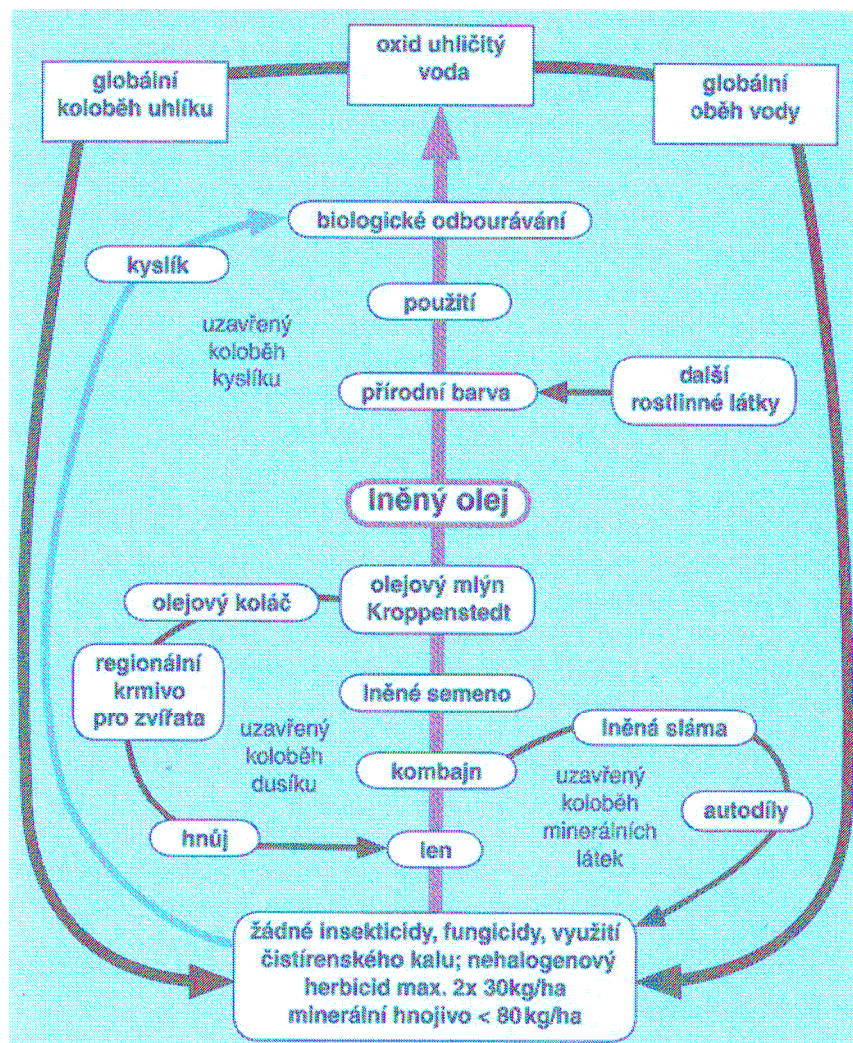 oxid uhličitý
voda
globální
koloběh uhlíku
globální
oběh vody
biologické odbourávání
kyslík
použití
uzavřený
koloběh
kyslíku
přírodní barva
další
rostlinné látky
lněný olej
olejový mlýn
Kroppenstedt
olejový koláč
regionální
krmivo
pro zvířata
lněné semeno
lněná sláma
uzavřený
koloběh
dusíku
kombajn
uzavřený
koloběh
minerálních
látek
autodíly
hnůj
len
žádné insekticidy, fungicidy, využití
čistírenského kalu; nehalogenový
herbicid max. 2x 30kg/ha
minerální hnojivo < 80kg/ha